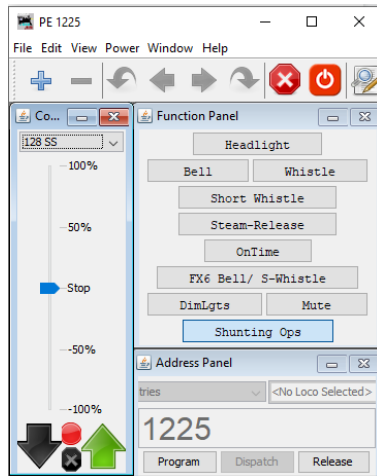 PE 1225
File Edit View Power Window Help
Co...
128 SS
100%
50%
Stop
-50%
-100%
Function Panel
Headlight
Bell Whistle
Short Whistle
Steam-Release
OnTime
FX6 Bell/ S-Whistle
DimLgts Mute
Shunting Ops
Address Panel
tries <No Loco Selected>
1225
Program Dispatch Release